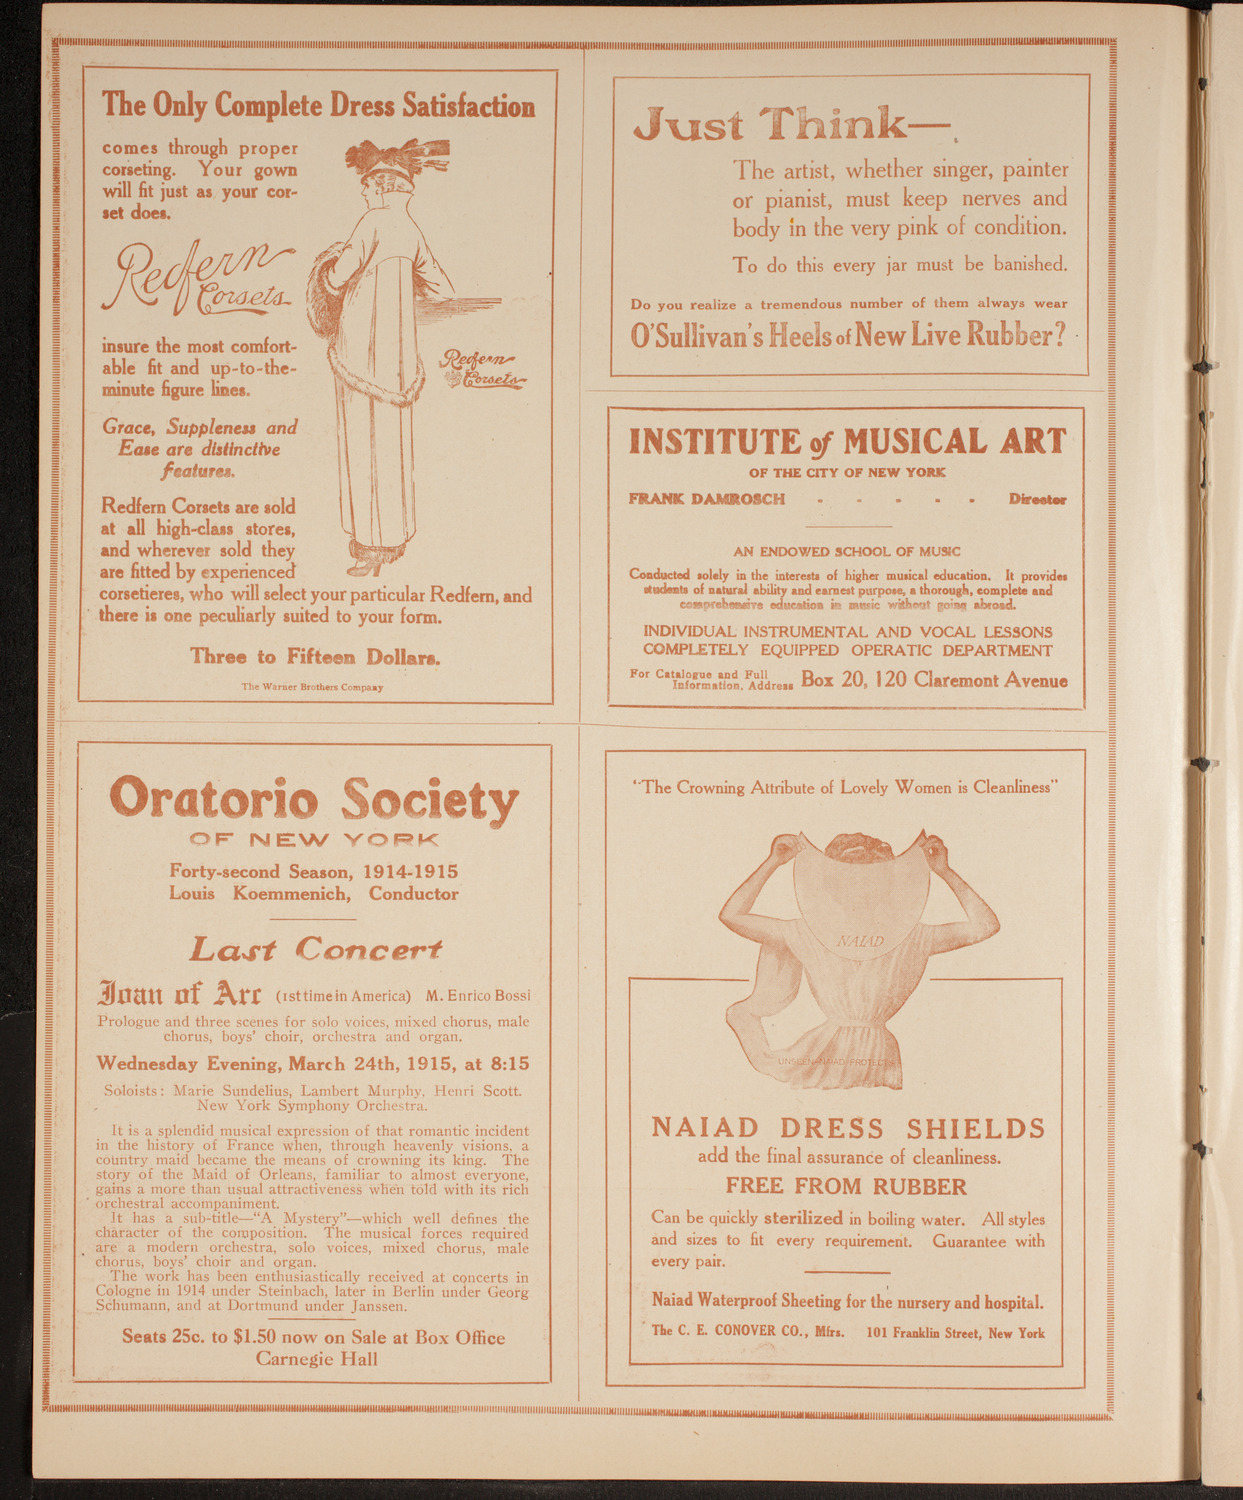 The Only Complete Dress Satisfaction
comes through proper
corseting. Your gown
will fit just as your cor-
set does.
Redfern
Corsets
insure the most comfort-
able fit and up-to-the-
minute figure lines.
Redfern
Corsets
Grace, Suppleness and
Ease are distinctive
features.
Redfern Corsets are sold
at all high-class stores,
and wherever sold they
are fitted by experienced
corsetieres, who will select your particular Redfern, and
there is one peculiarly suited to your form.
Three to Fifteen Dollars.
The Warner Brothers Company
Just Think—
The artist, whether singer, painter
or pianist, must keep nerves and
body in the very pink of condition.
To do this every jar must be banished.
Do you realize a tremendous number of them always wear
O'Sullivan's Heels of New Live Rubber?
INSTITUTE of MUSICAL ART
OF THE CITY OF NEW YORK
FRANK DAMROSCH - - - - - Director
AN ENDOWED SCHOOL OF MUSIC
Conducted solely in the interests of higher musical education. It provides
students of natural ability and earnest purpose, a thorough, complete and
comprehensive education in music without going abroad.
INDIVIDUAL INSTRUMENTAL AND VOCAL LESSONS
COMPLETELY EQUIPPED OPERATIC DEPARTMENT
For Catalogue and Full
Information, Address Box 20, 120 Claremont Avenue
Oratorio Society
OF NEW YORK
Forty-second Season, 1914-1915
Louis Koemmenich, Conductor
Last Concert
Joan of Arc (1st time in America) M. Enrico Bossi
Prologue and three scenes for solo voices, mixed chorus, male
chorus, boys' choir, orchestra and organ.
Wednesday Evening, March 24th, 1915, at 8:15
Soloists: Marie Sundelius, Lambert Murphy, Henri Scott.
New York Symphony Orchestra.
It is a splendid musical expression of that romantic incident
in the history of France when, through heavenly visions, a
country maid became the means of crowning its king. The
story of the Maid of Orleans, familiar to almost everyone,
gains a more than usual attractiveness when told with its rich
orchestral accompaniment.
It has a sub-title—"A Mystery"—which well defines the
character of the composition. The musical forces required
are a modern orchestra, solo voices, mixed chorus, male
chorus, boys' choir and organ.
The work has been enthusiastically received at concerts in
Cologne in 1914 under Steinbach, later in Berlin under Georg
Schumann, and at Dortmund under Janssen.
Seats 25c. to $1.50 now on Sale at Box Office
Carnegie Hall
"The Crowning Attribute of Lovely Women is Cleanliness"
NAIAD
UNSEEN-NAIAD-PROTECTS
NAIAD DRESS SHIELDS
add the final assurance of cleanliness.
FREE FROM RUBBER
Can be quickly sterilized in boiling water. All styles
and sizes to fit every requirement. Guarantee with
every pair.
Naiad Waterproof Sheeting for the nursery and hospital.
The C. E. CONOVER CO., Mfrs. 101 Franklin Street, New York